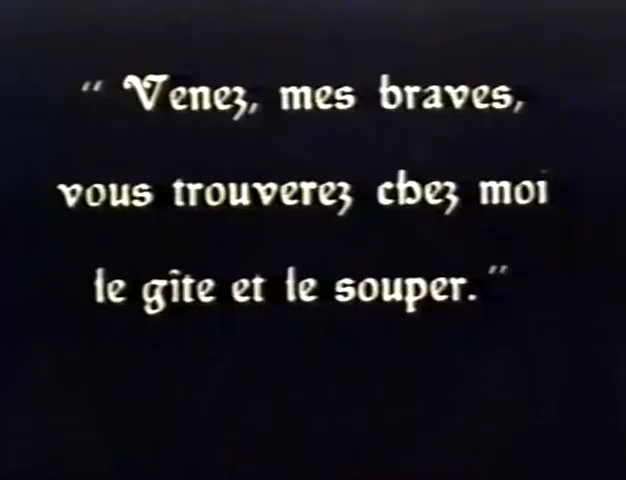 “ Venez, mes braves,
vous trouverez chez moi
le gîte et le souper.”